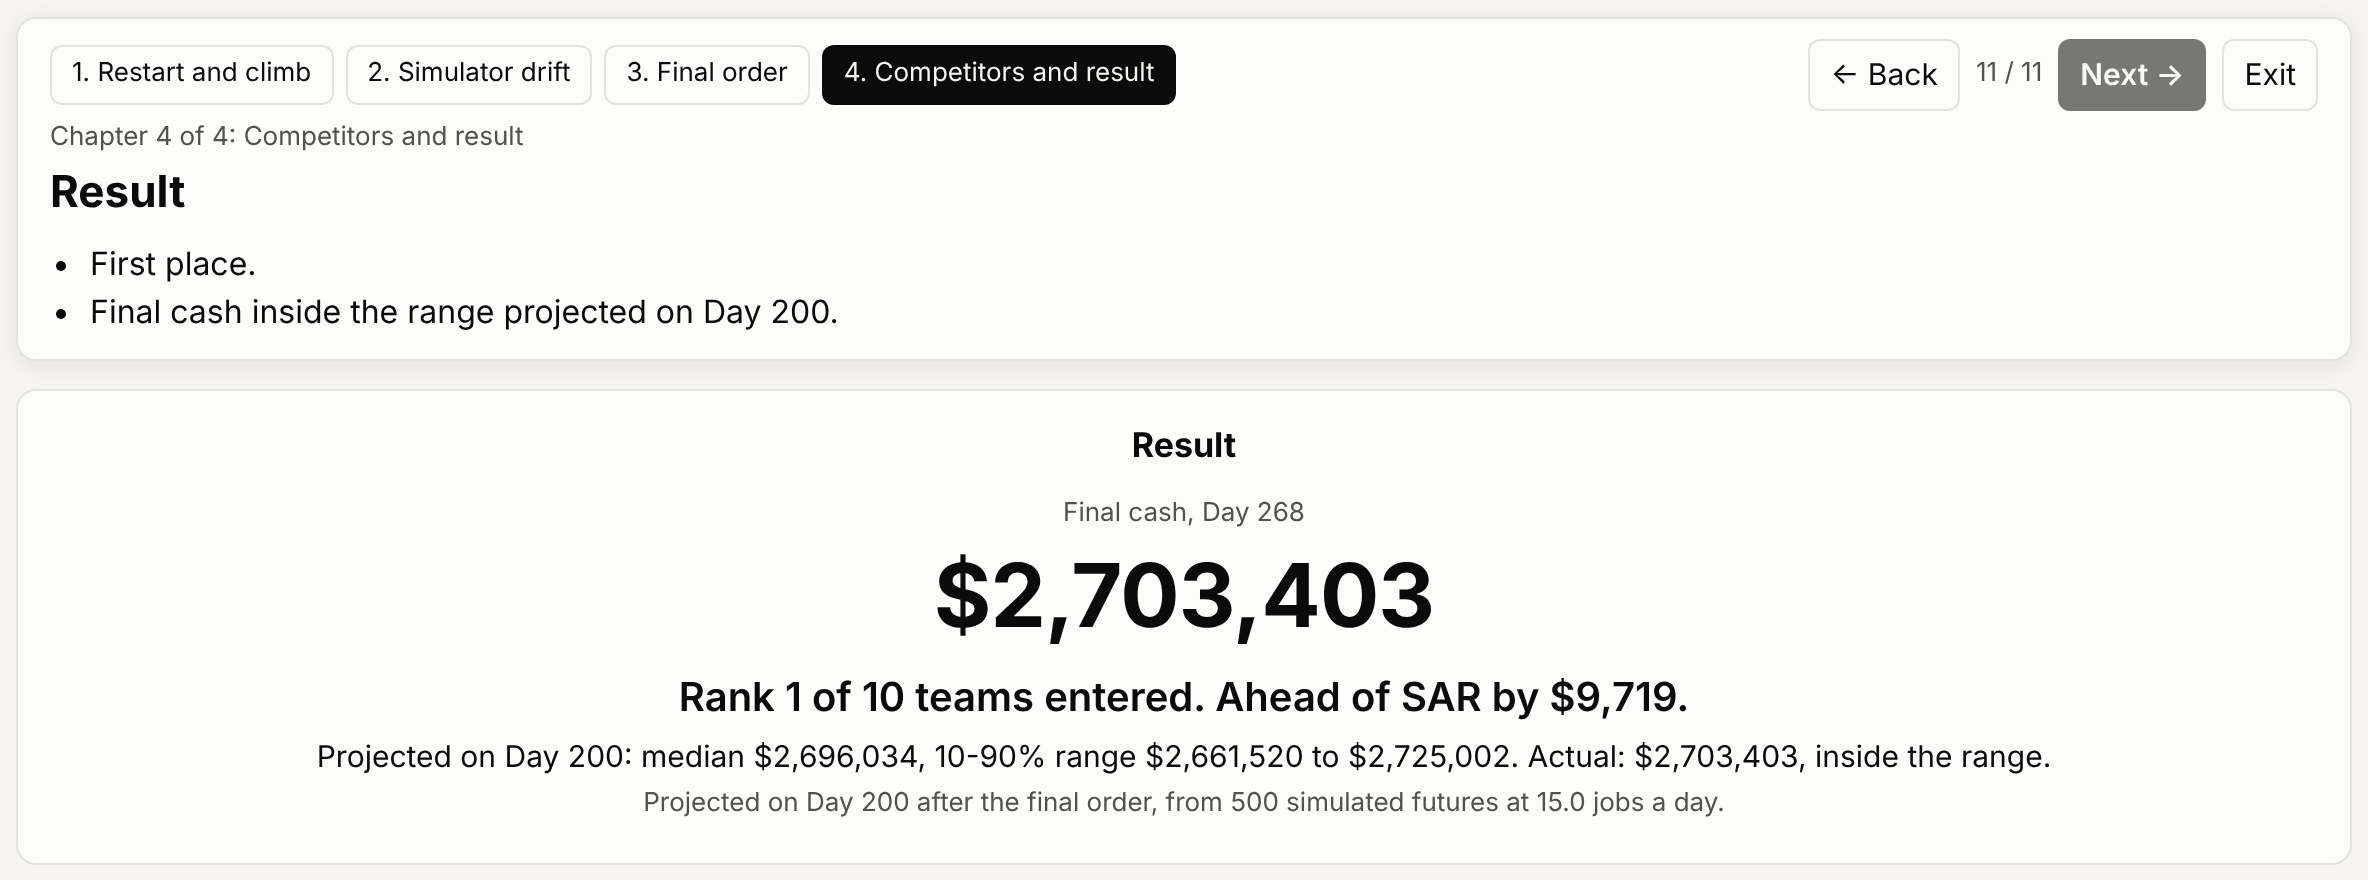 1. Restart and climb
2. Simulator drift
3. Final order
4. Competitors and result
← Back
11 / 11
Next →
Exit
Chapter 4 of 4: Competitors and result
Result
• First place.
• Final cash inside the range projected on Day 200.
Result
Final cash, Day 268
$2,703,403
Rank 1 of 10 teams entered. Ahead of SAR by $9,719.
Projected on Day 200: median $2,696,034, 10-90% range $2,661,520 to $2,725,002. Actual: $2,703,403, inside the range.
Projected on Day 200 after the final order, from 500 simulated futures at 15.0 jobs a day.